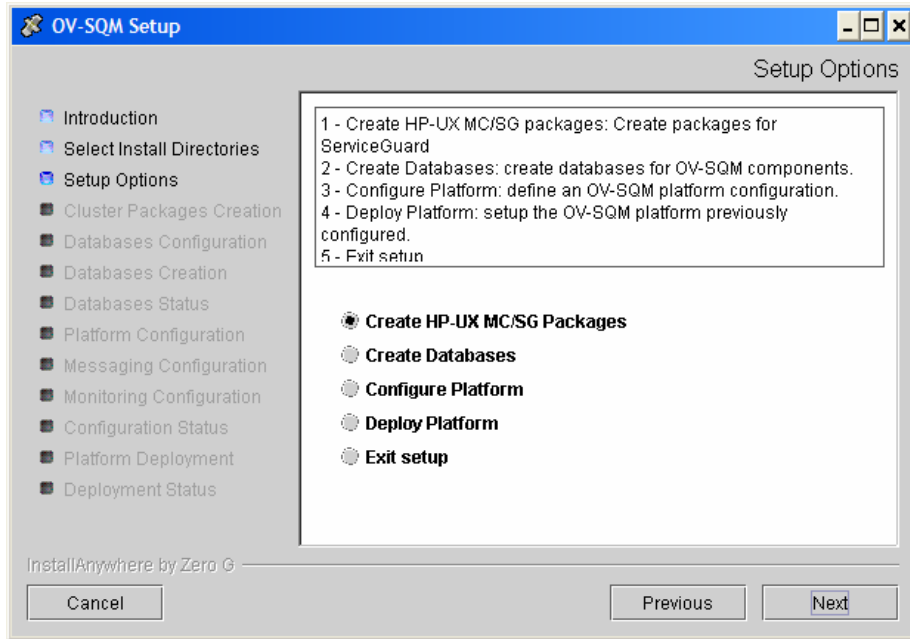 OV-SQM Setup
Setup Options
Introduction
Select Install Directories
Setup Options
Cluster Packages Creation
Databases Configuration
Databases Creation
Databases Status
Platform Configuration
Messaging Configuration
Monitoring Configuration
Configuration Status
Platform Deployment
Deployment Status
1 - Create HP-UX MC/SG packages: Create packages for
ServiceGuard
2 - Create Databases: create databases for OV-SQM components.
3 - Configure Platform: define an OV-SQM platform configuration.
4 - Deploy Platform: setup the OV-SQM platform previously
configured.
5 - Exit setup
Create HP-UX MC/SG Packages
Create Databases
Configure Platform
Deploy Platform
Exit setup
InstallAnywhere by Zero G
Cancel
Previous
Next